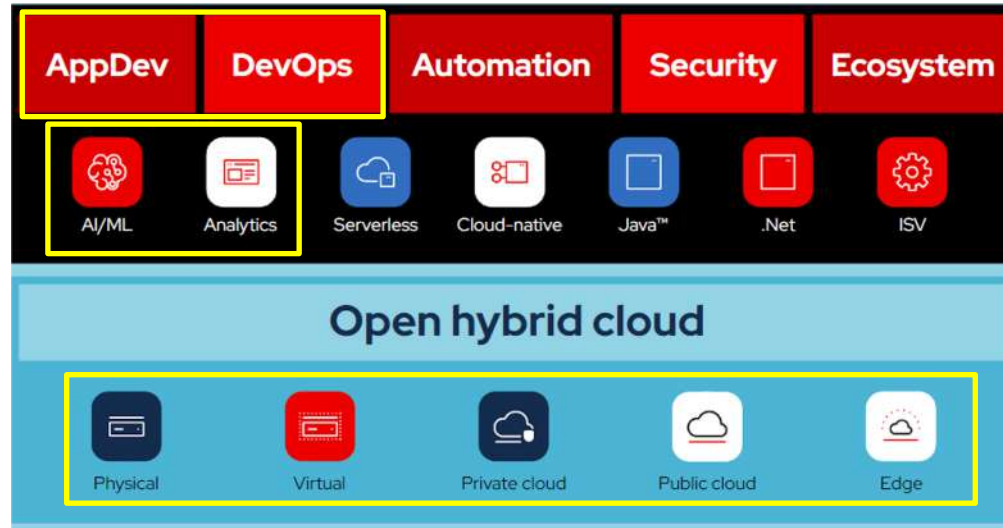 AppDev DevOps Automation Security Ecosystem
AI/ML Analytics Serverless Cloud-native Java™ .Net ISV
Open hybrid cloud
Physical Virtual Private cloud Public cloud Edge